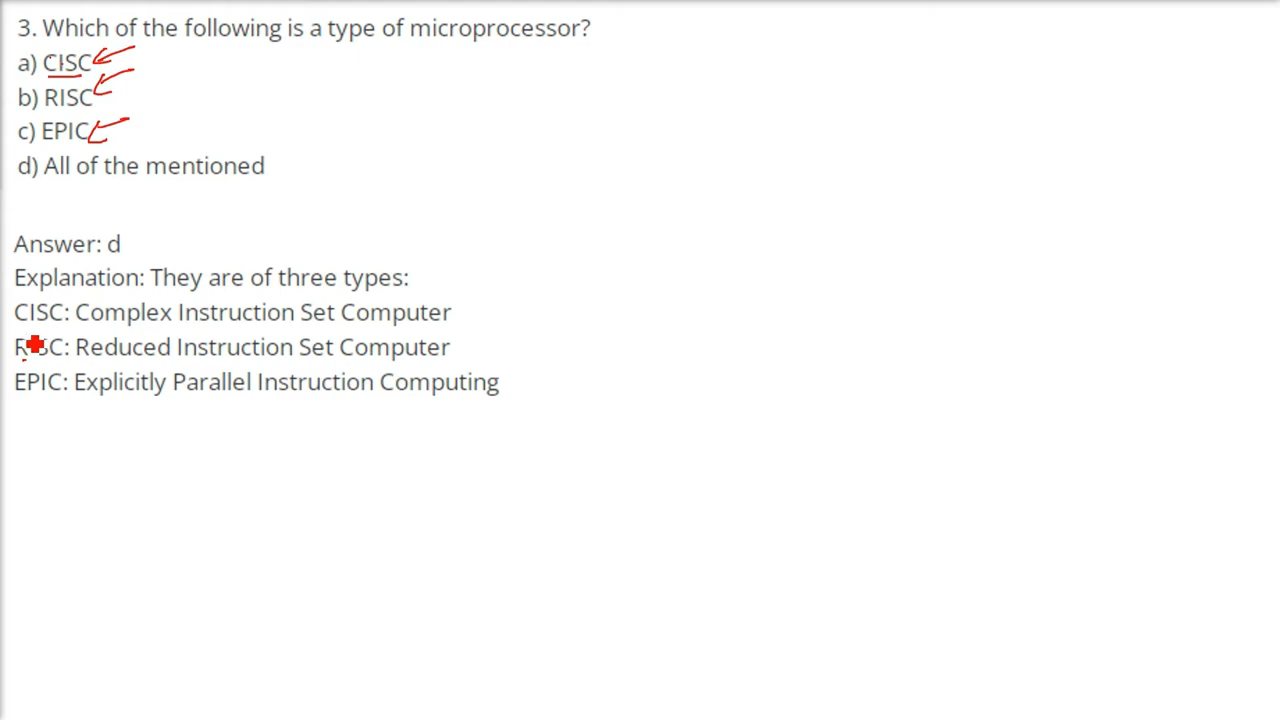 3. Which of the following is a type of microprocessor?
a) CISC
b) RISC
c) EPIC
d) All of the mentioned
Answer: d
Explanation: They are of three types:
CISC: Complex Instruction Set Computer
RISC: Reduced Instruction Set Computer
EPIC: Explicitly Parallel Instruction Computing